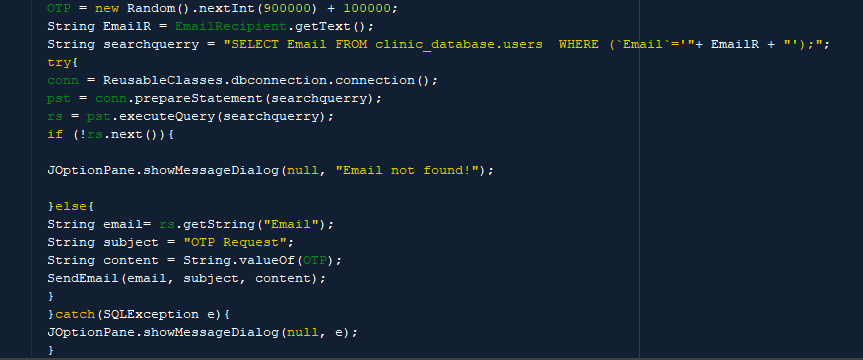 OTP = new Random().nextInt(900000) + 100000;
String EmailR = EmailRecipient.getText();
String searchquerry = "SELECT Email FROM clinic_database.users  WHERE (`Email`='"+ EmailR + "');";
try{
conn = ReusableClasses.dbconnection.connection();
pst = conn.prepareStatement(searchquerry);
rs = pst.executeQuery(searchquerry);
if (!rs.next()){
JOptionPane.showMessageDialog(null, "Email not found!");
}else{
String email= rs.getString("Email");
String subject = "OTP Request";
String content = String.valueOf(OTP);
SendEmail(email, subject, content);
}
}catch(SQLException e){
JOptionPane.showMessageDialog(null, e);
}